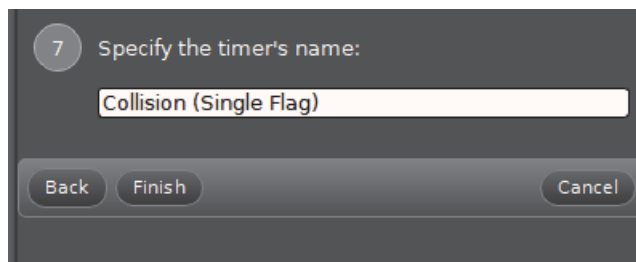 7 Specify the timer's name:
Collision (Single Flag)
Back Finish Cancel